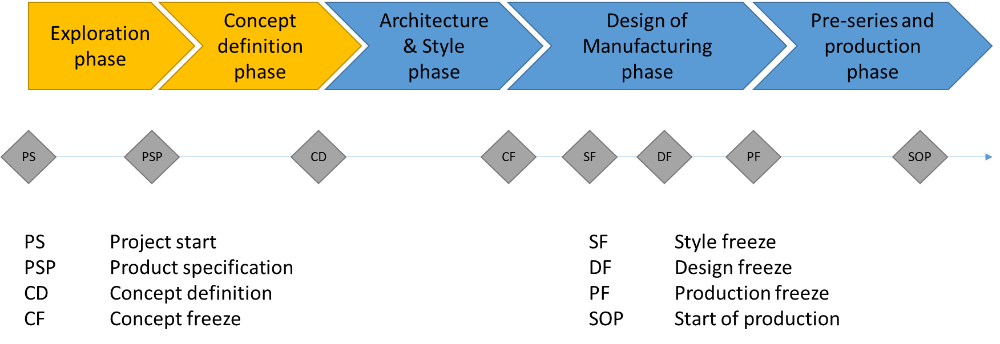 Exploration
phase
Concept
definition
phase
Architecture
& Style
phase
Design of
Manufacturing
phase
Pre-series and
production
phase
PS
PSP
CD
CF
SF
DF
PF
SOP
PS Project start
PSP Product specification
CD Concept definition
CF Concept freeze
SF Style freeze
DF Design freeze
PF Production freeze
SOP Start of production